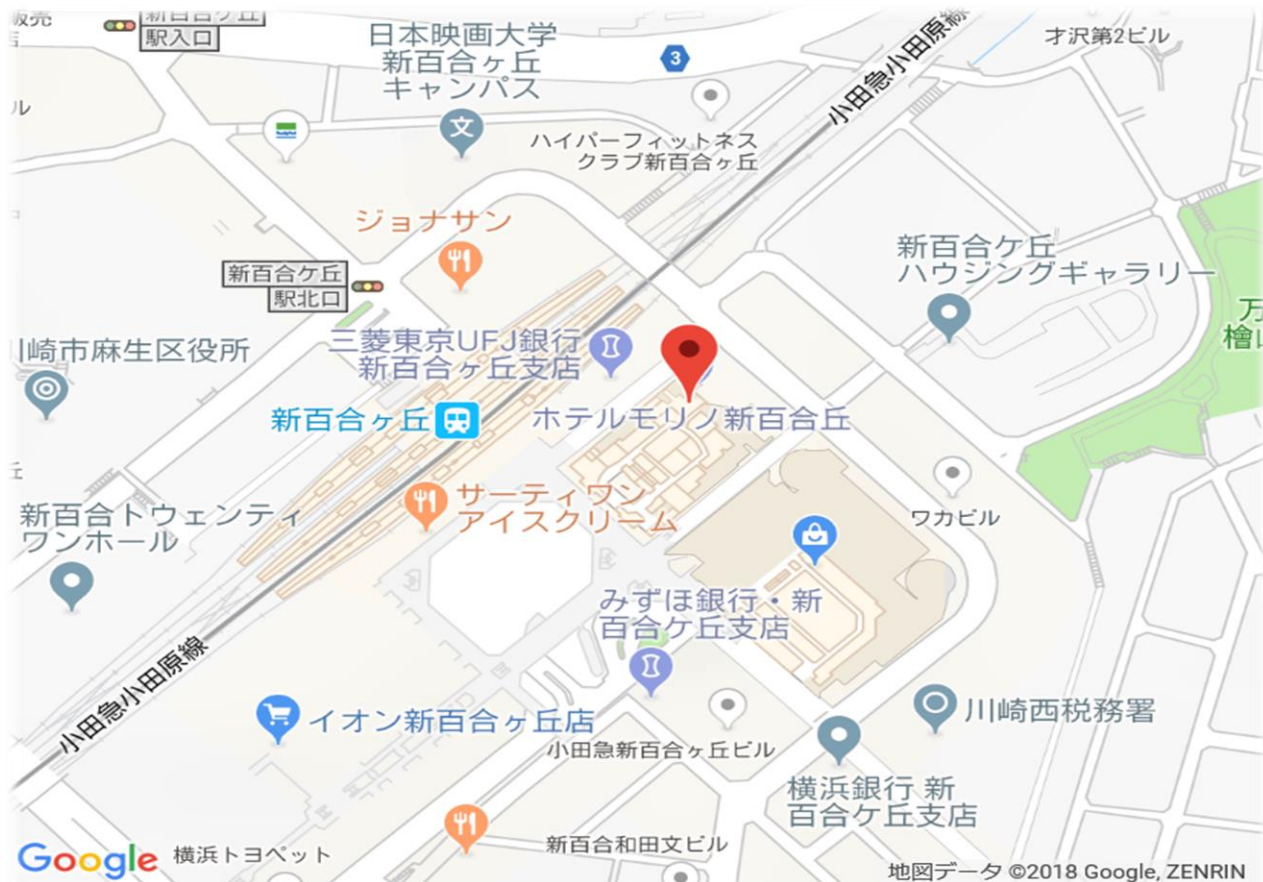 販売
店
新百合ケ丘
駅入口
日本映画大学
新百合ヶ丘
キャンパス
3
小田急小田原線
才沢第2ビル
ル
文
ハイパーフィットネス
クラブ新百合ヶ丘
ジョナサン
新百合ケ丘
駅北口
新百合ケ丘
ハウジングギャラリー
川崎市麻生区役所
三菱東京UFJ銀行
新百合ヶ丘支店
万
檜山
新百合ヶ丘
ホテルモリノ新百合丘
丘
新百合トウェンティ
ワンホール
サーティワン
アイスクリーム
ワカビル
みずほ銀行・新
百合ケ丘支店
小田急小田原線
イオン新百合ヶ丘店
小田急新百合ヶ丘ビル
川崎西税務署
横浜銀行 新
百合ケ丘支店
新百合和田文ビル
Google
横浜トヨペット
地図データ ©2018 Google, ZENRIN